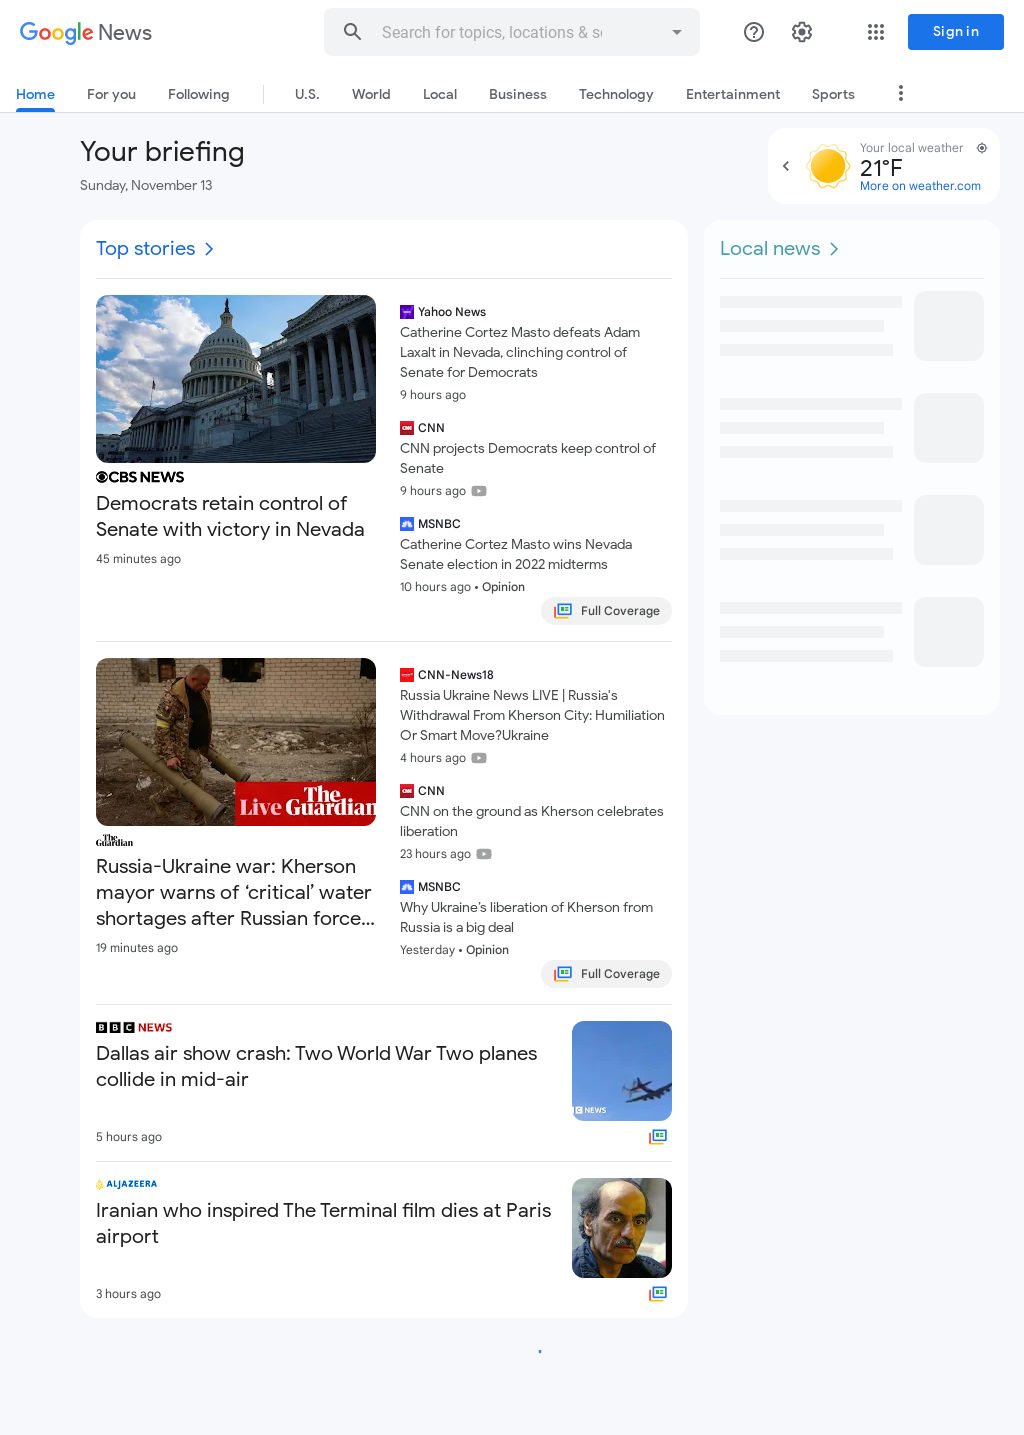 Google News
Search for topics, locations & so
Sign in
Home
For you
Following
U.S.
World
Local
Business
Technology
Entertainment
Sports
Your briefing
Sunday, November 13
Your local weather
21°F
More on weather.com
Top stories
Local news
CBS NEWS
Democrats retain control of
Senate with victory in Nevada
45 minutes ago
Yahoo News
Catherine Cortez Masto defeats Adam
Laxalt in Nevada, clinching control of
Senate for Democrats
9 hours ago
CNN
CNN projects Democrats keep control of
Senate
9 hours ago
MSNBC
Catherine Cortez Masto wins Nevada
Senate election in 2022 midterms
10 hours ago • Opinion
Full Coverage
Live The Guardian
The Guardian
Russia-Ukraine war: Kherson
mayor warns of ‘critical’ water
shortages after Russian force...
19 minutes ago
CNN-News18
Russia Ukraine News LIVE | Russia's
Withdrawal From Kherson City: Humiliation
Or Smart Move?Ukraine
4 hours ago
CNN
CNN on the ground as Kherson celebrates
liberation
23 hours ago
MSNBC
Why Ukraine’s liberation of Kherson from
Russia is a big deal
Yesterday • Opinion
Full Coverage
BBC NEWS
Dallas air show crash: Two World War Two planes
collide in mid-air
5 hours ago
C NEWS
ALJAZEERA
Iranian who inspired The Terminal film dies at Paris
airport
3 hours ago